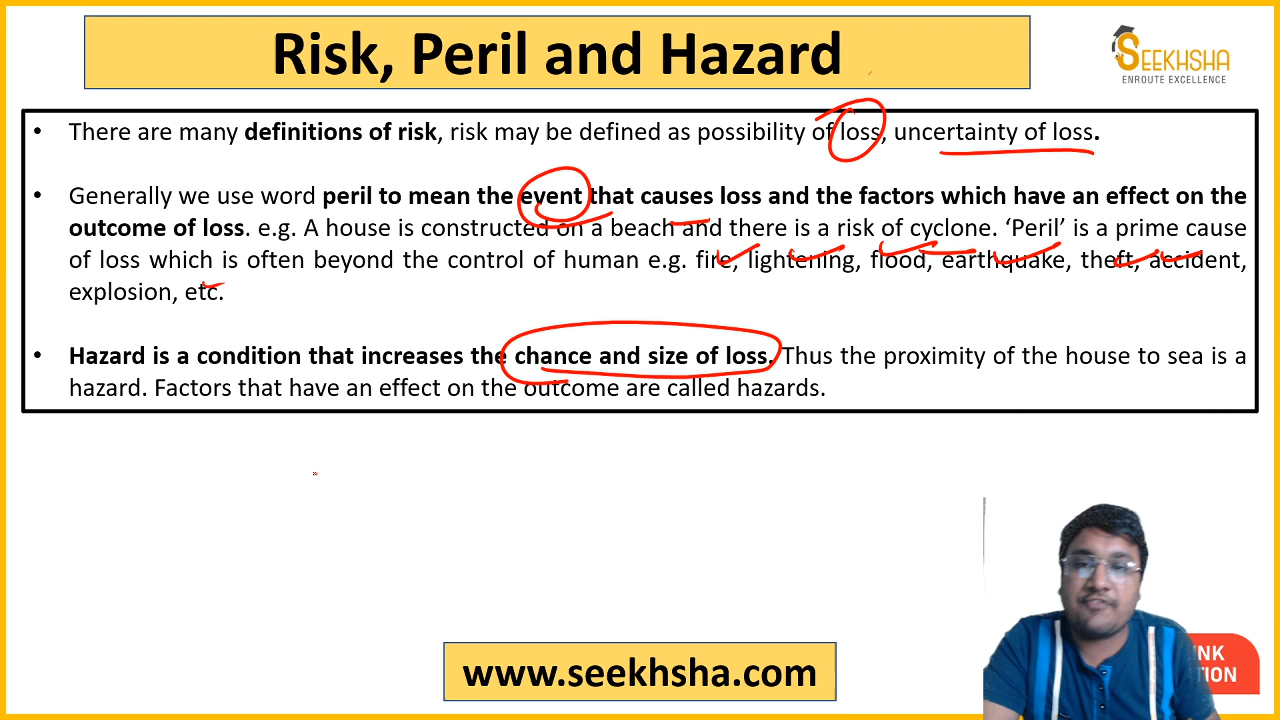 Risk, Peril and Hazard
SEEKHSHA
ENROUTE EXCELLENCE
• There are many definitions of risk, risk may be defined as possibility of loss, uncertainty of loss.
• Generally we use word peril to mean the event that causes loss and the factors which have an effect on the
outcome of loss. e.g. A house is constructed on a beach and there is a risk of cyclone. ‘Peril’ is a prime cause
of loss which is often beyond the control of human e.g. fire, lightening, flood, earthquake, theft, accident,
explosion, etc.
• Hazard is a condition that increases the chance and size of loss. Thus the proximity of the house to sea is a
hazard. Factors that have an effect on the outcome are called hazards.
www.seekhsha.com